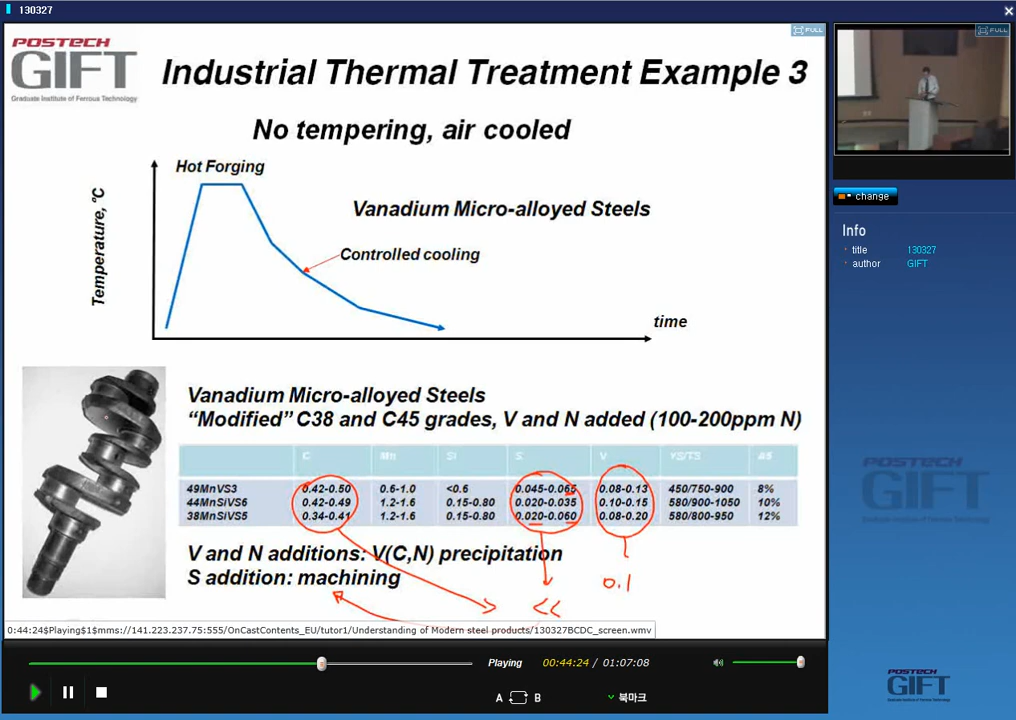 130327
POSTECH
GIFT
Graduate Institute of Ferrous Technology
Industrial Thermal Treatment Example 3
FULL
FULL
No tempering, air cooled
Hot Forging
Temperature, °C
Vanadium Micro-alloyed Steels
Controlled cooling
time
change
Info
title 130327
author GIFT
Vanadium Micro-alloyed Steels
“Modified” C38 and C45 grades, V and N added (100-200ppm N)
C Mn Si S V YS/TS A5
49MnVS3 0.42-0.50 0.6-1.0 <0.6 0.045-0.065 0.08-0.13 450/750-900 8%
44MnSiVS6 0.42-0.49 1.2-1.6 0.15-0.80 0.020-0.035 0.10-0.15 580/900-1050 10%
38MnSiVS5 0.34-0.41 1.2-1.6 0.15-0.80 0.020-0.060 0.08-0.20 580/800-950 12%
V and N additions: V(C,N) precipitation
S addition: machining
0.1
<<
0:44:24$Playing$1$mms://141.223.237.75:555/OnCastContents_EU/tutor1/Understanding of Modern steel products/130327BCDC_screen.wmv
Playing 00:44:24 / 01:07:08
A B 북마크
POSTECH
GIFT
POSTECH
GIFT